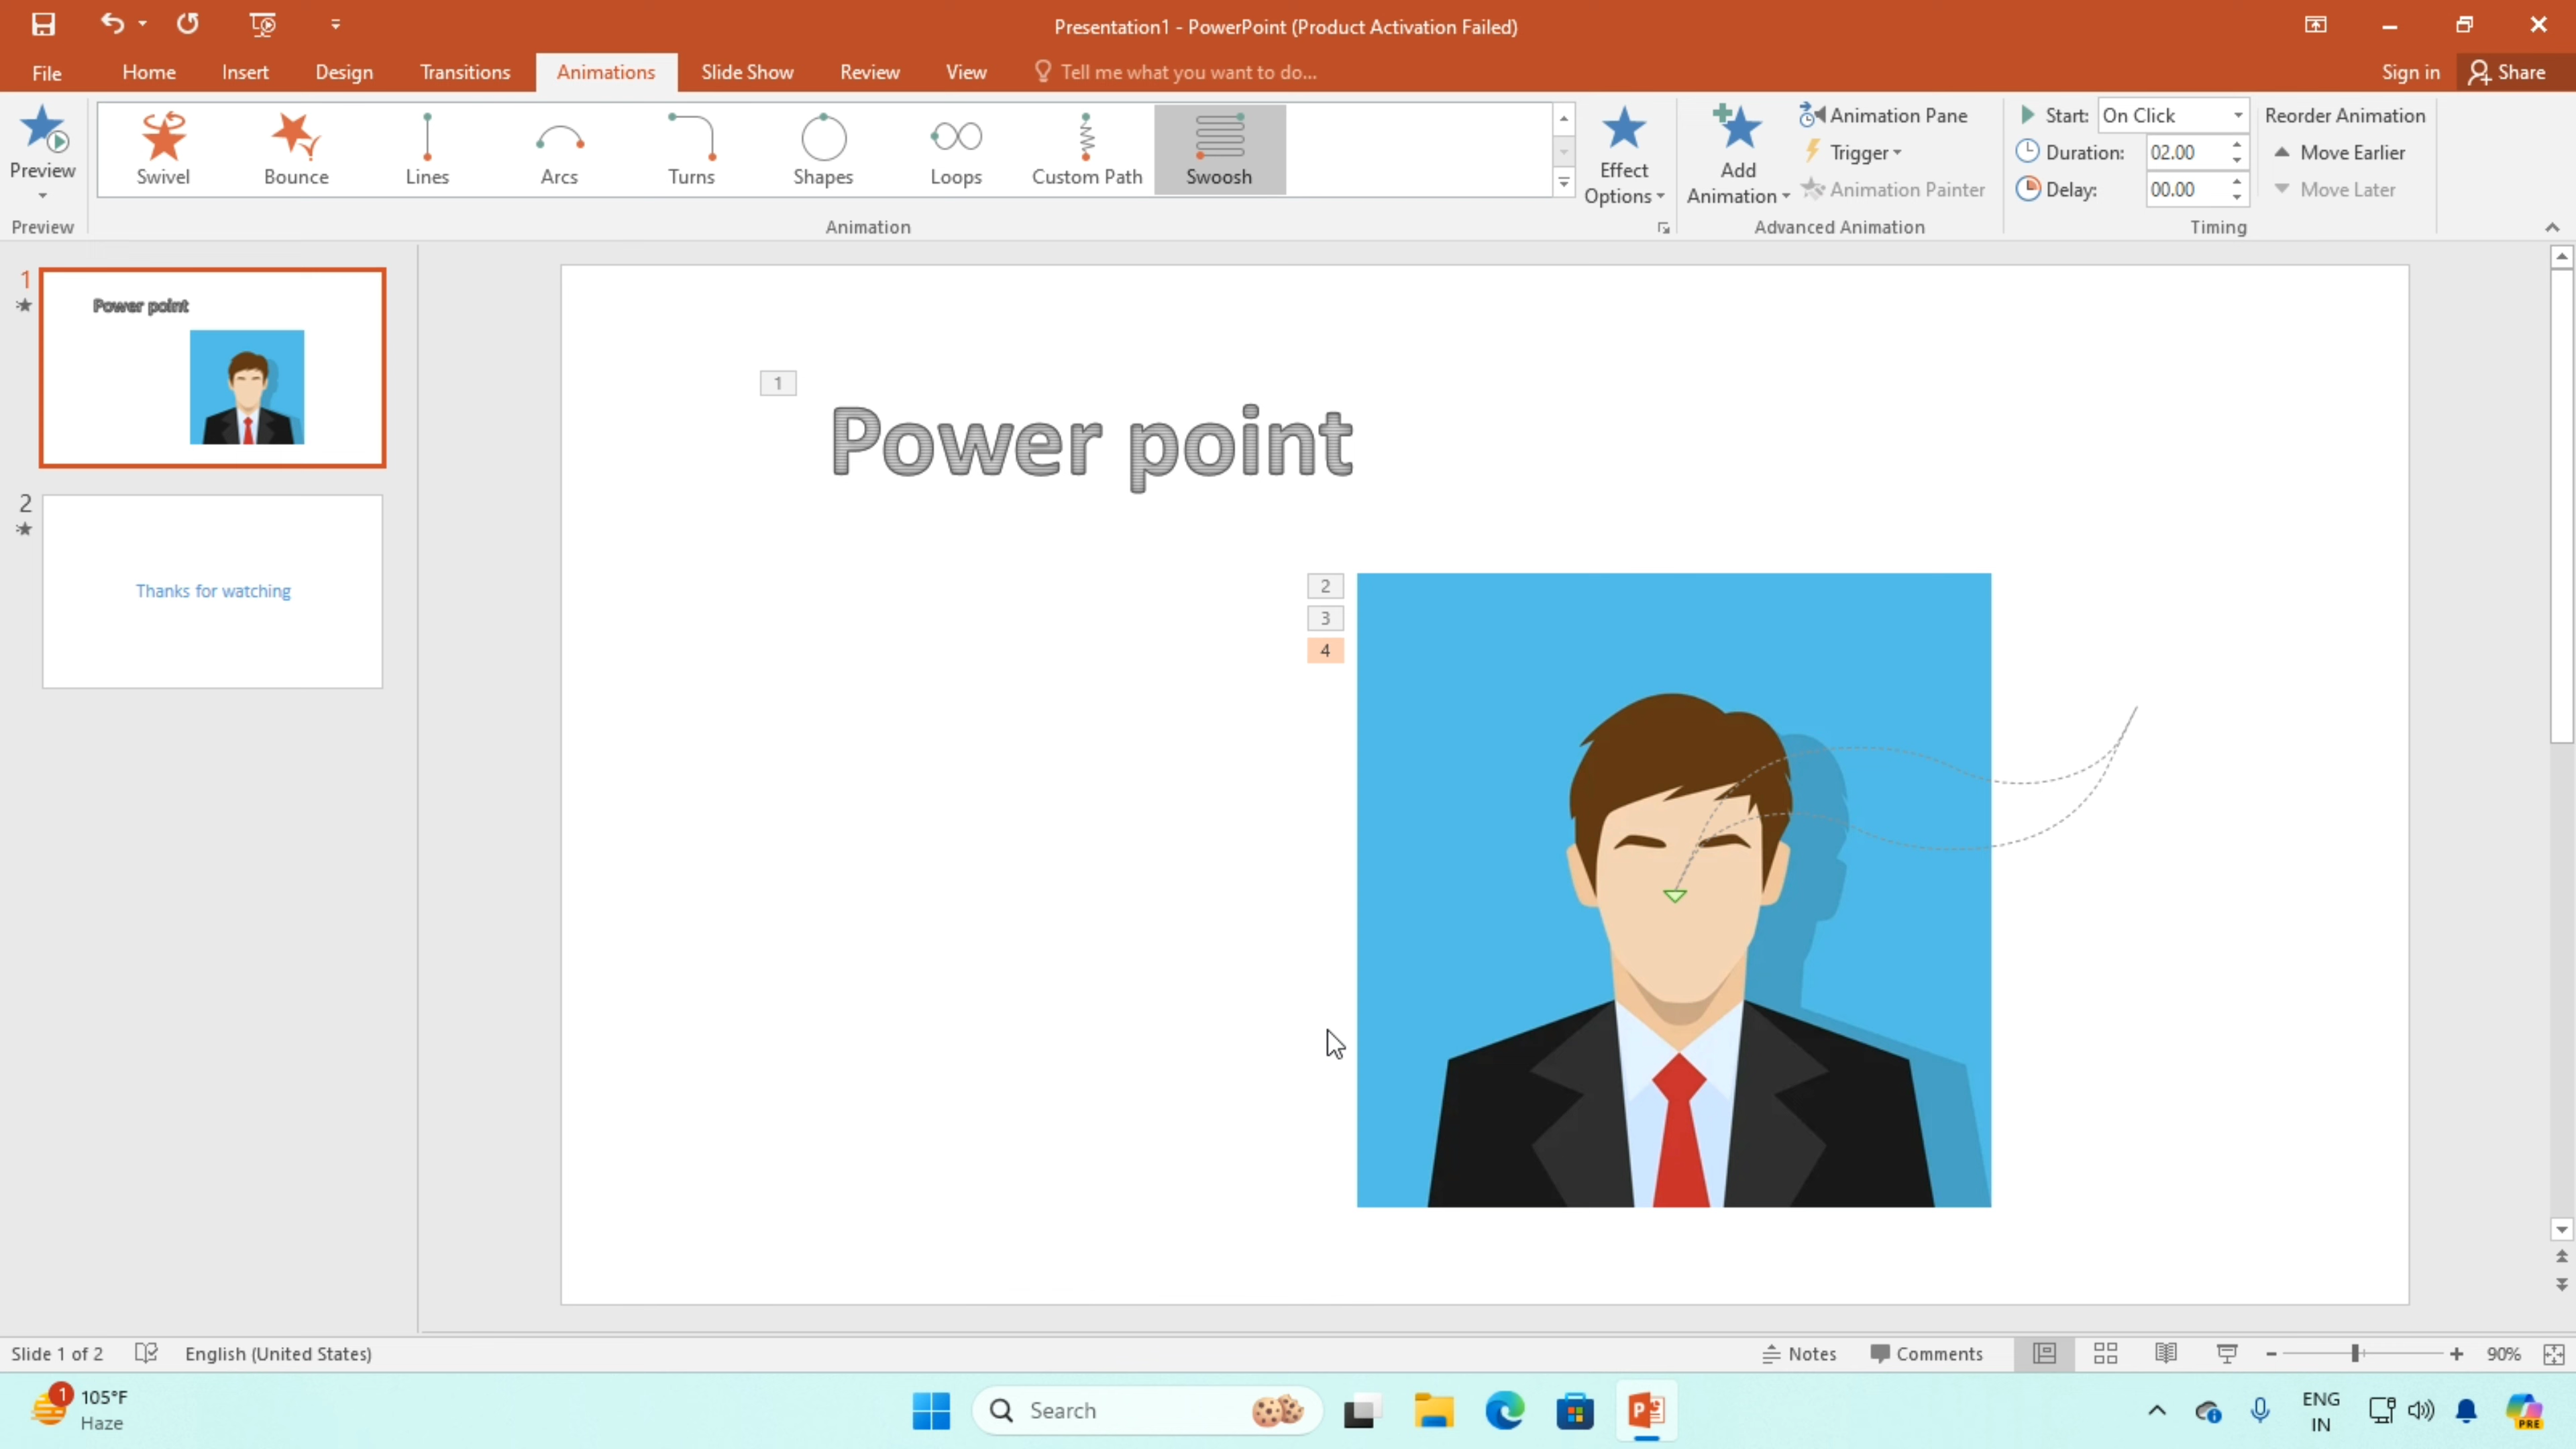 Presentation1 - PowerPoint (Product Activation Failed)
File Home Insert Design Transitions Animations Slide Show Review View Tell me what you want to do... Sign in Share
Preview
Swivel Bounce Lines Arcs Turns Shapes Loops Custom Path Swoosh
Effect Options
Add Animation
Animation Pane
Trigger
Animation Painter
Start: On Click
Duration: 02.00
Delay: 00.00
Reorder Animation
Move Earlier
Move Later
Preview Animation Advanced Animation Timing
1
Power point
2
Thanks for watching
1
Power point
2
3
4
Slide 1 of 2 English (United States) Notes Comments 90%
1
105°F
Haze
Search
P
ENG
IN
PRE